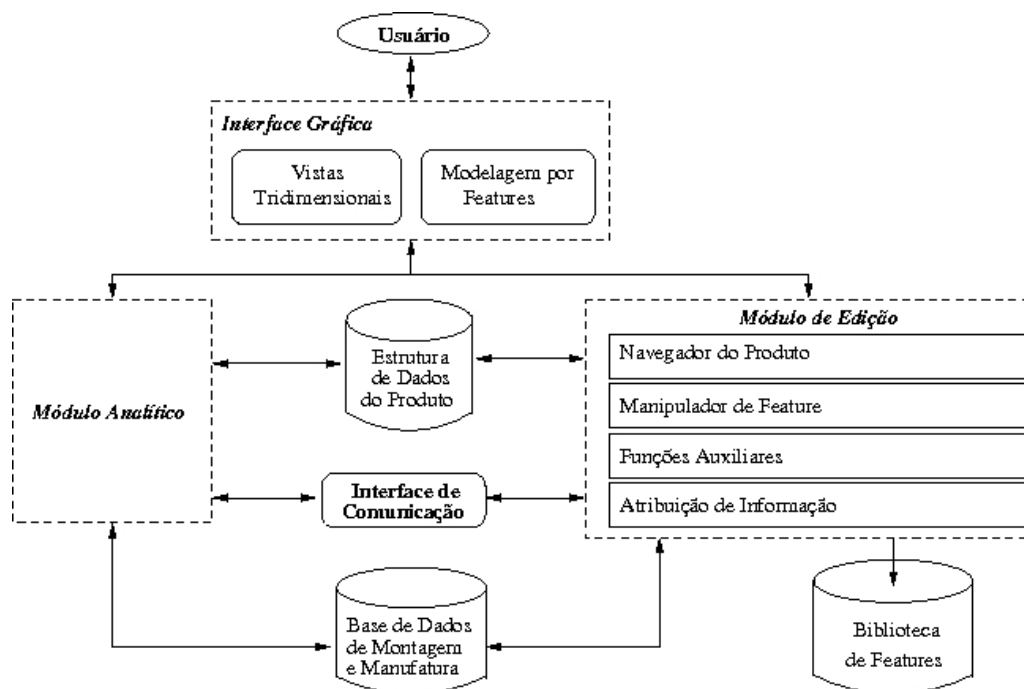 Usuário
Interface Gráfica
Vistas
Tridimensionais
Modelagem por
Features
Módulo Analítico
Estrutura
de Dados
do Produto
Módulo de Edição
Navegador do Produto
Manipulador de Feature
Funções Auxiliares
Atribuição de Informação
Interface de
Comunicação
Base de Dados
de Montagem
e Manufatura
Biblioteca
de Features